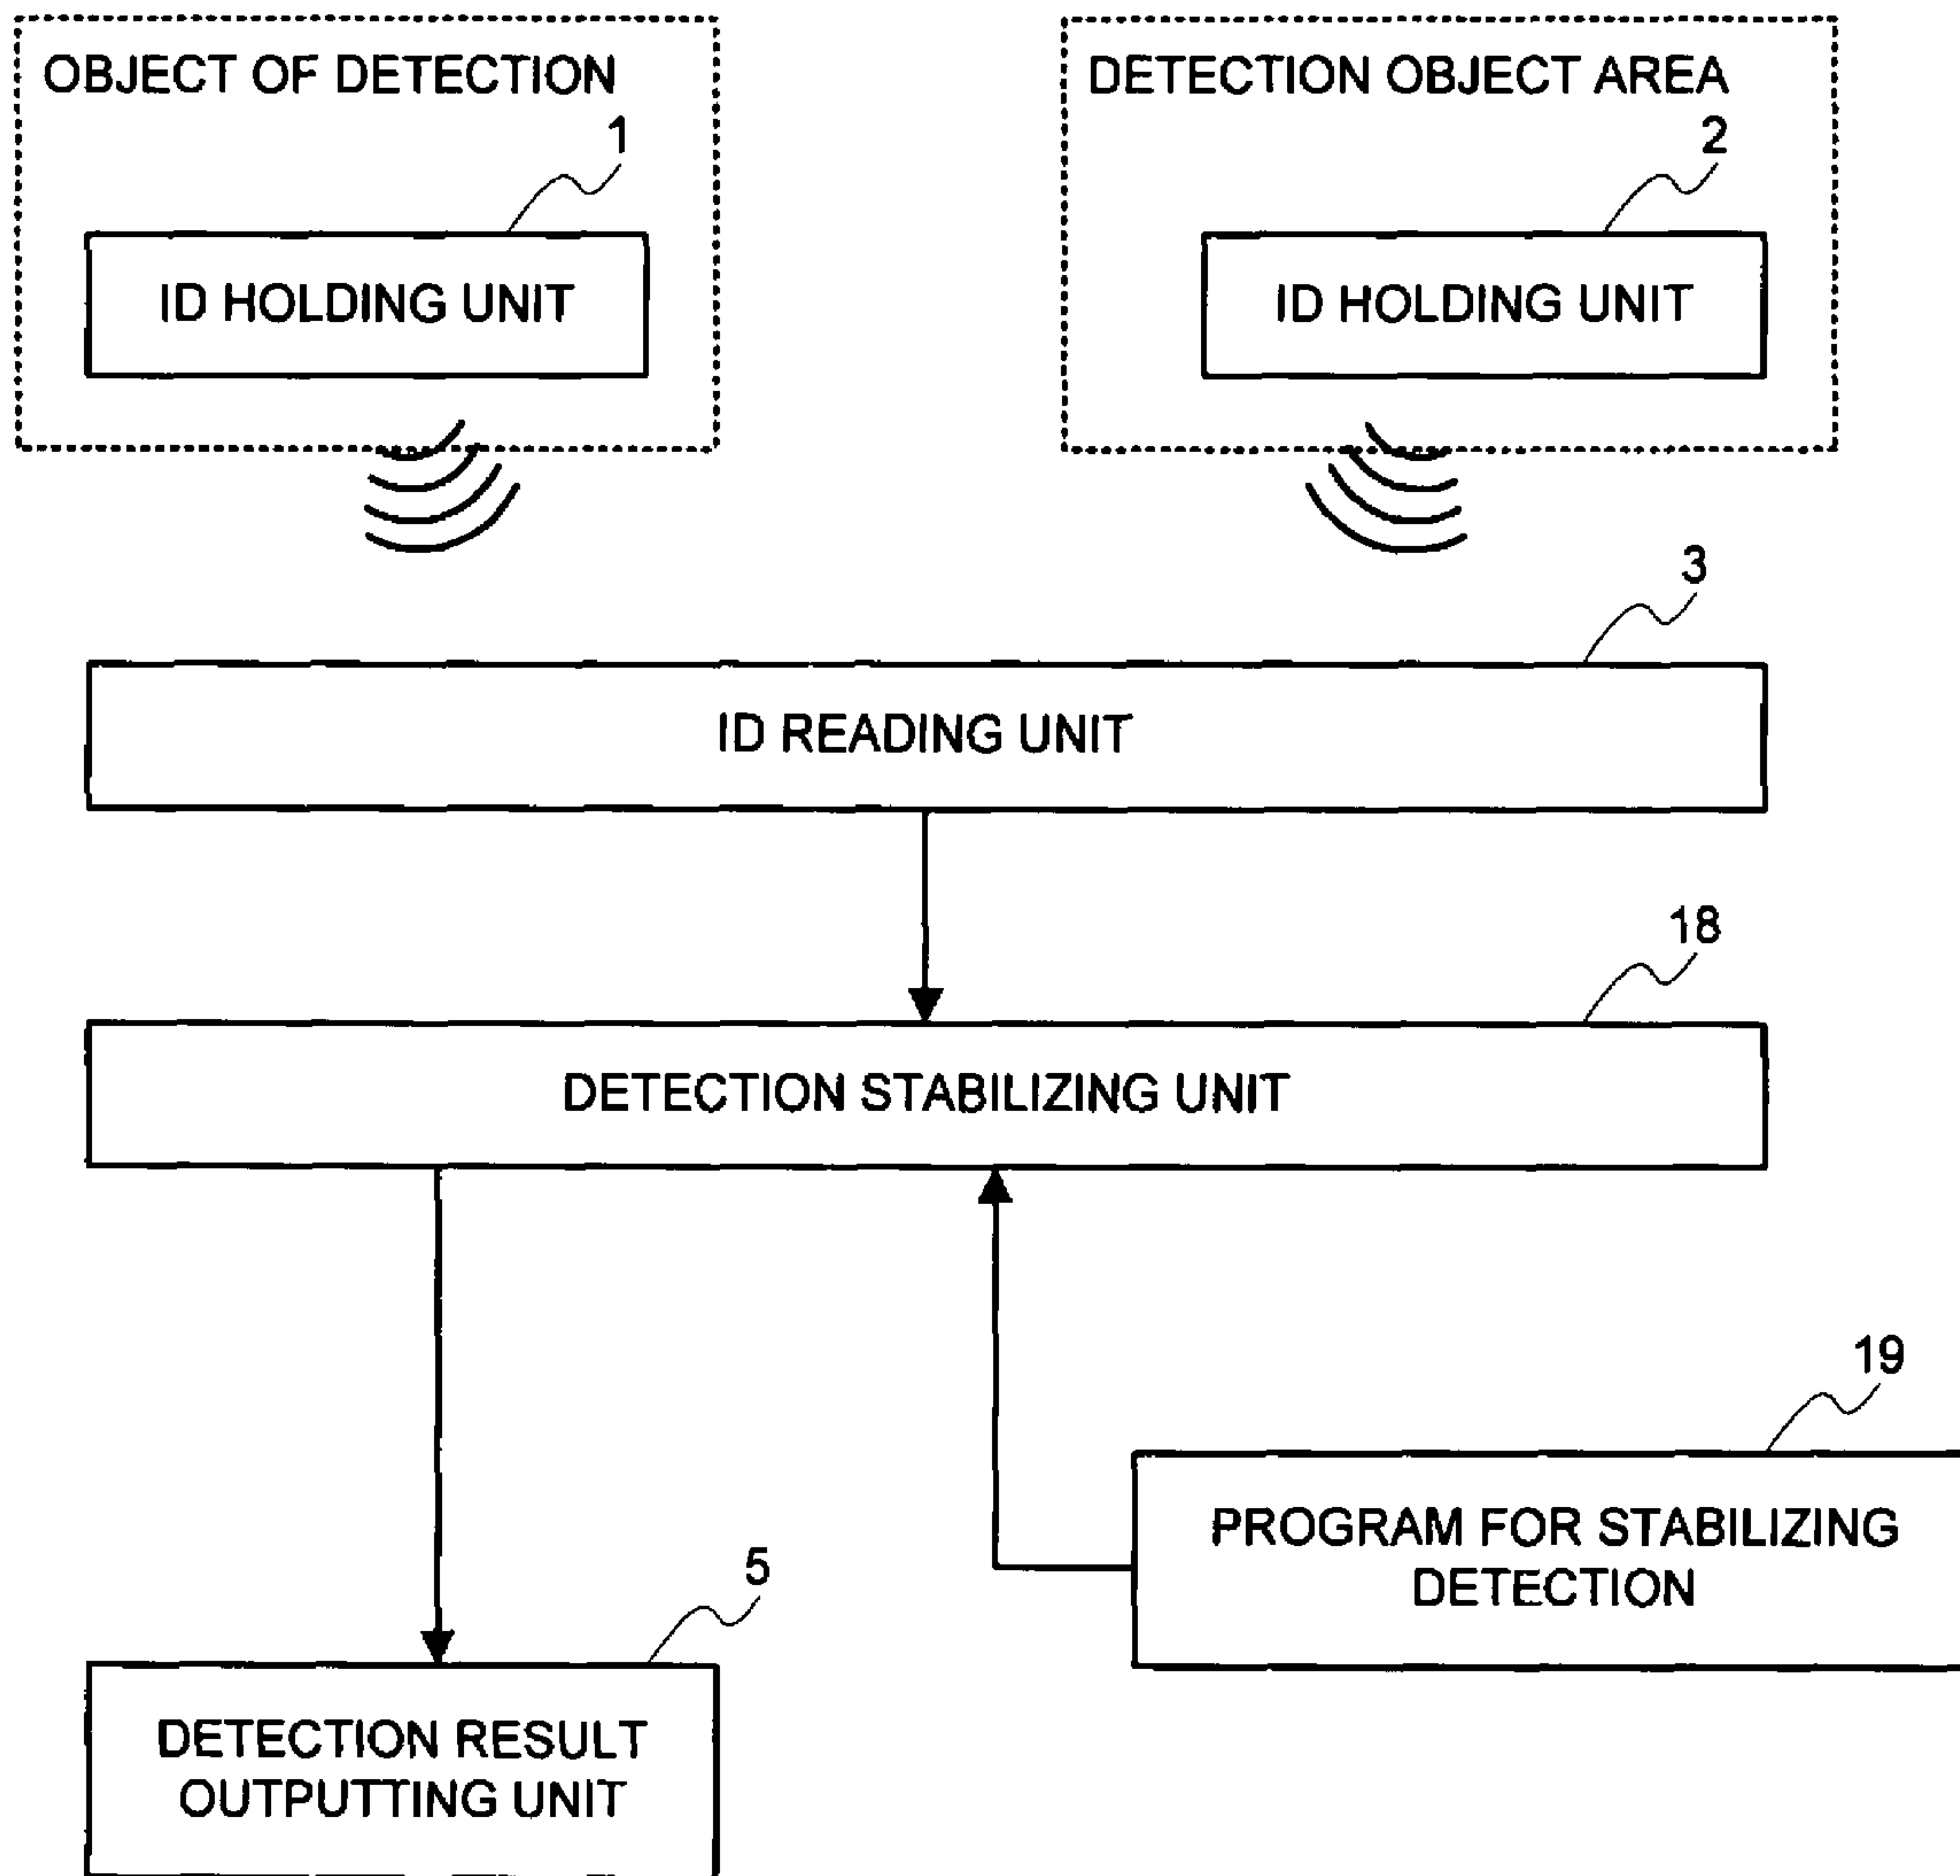 OBJECT OF DETECTION
1
ID HOLDING UNIT
DETECTION OBJECT AREA
2
ID HOLDING UNIT
3
ID READING UNIT
18
DETECTION STABILIZING UNIT
19
PROGRAM FOR STABILIZING
DETECTION
5
DETECTION RESULT
OUTPUTTING UNIT